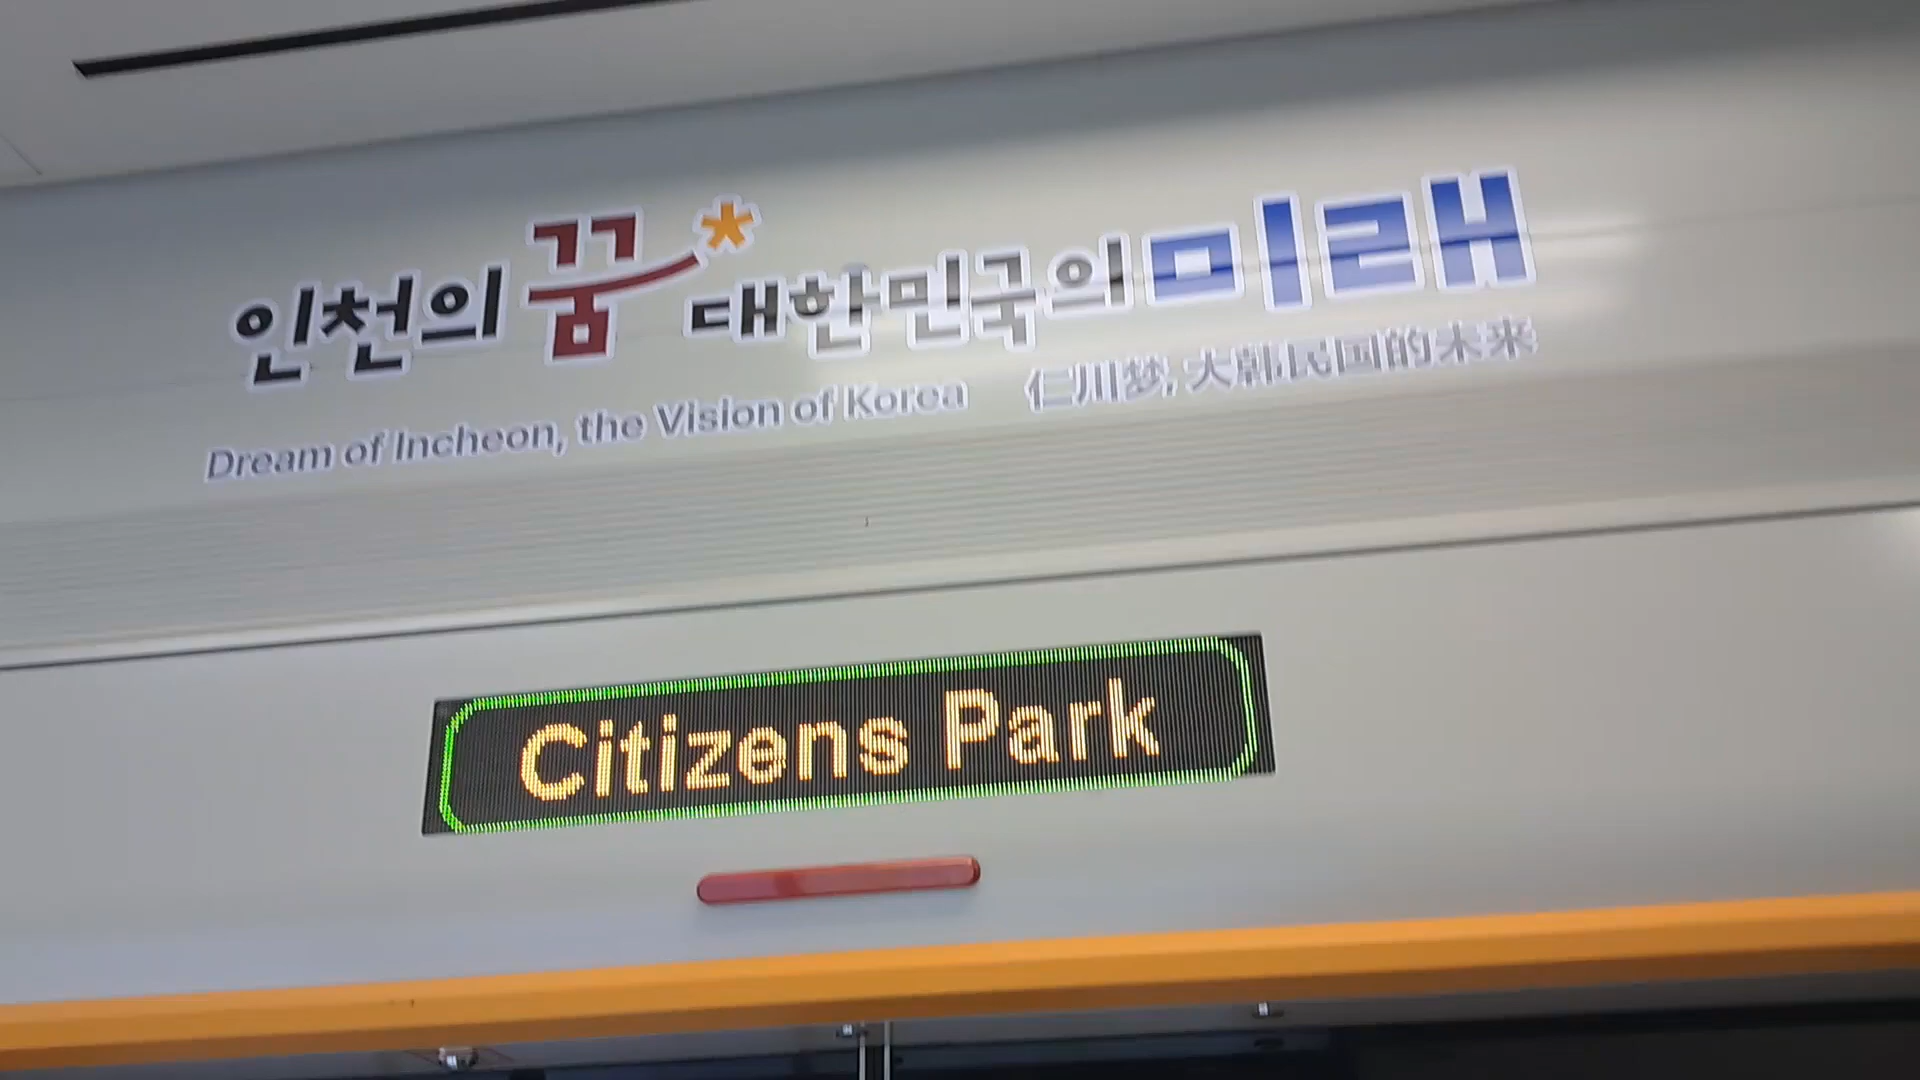 인천의 꿈* 대한민국의 미래
Dream of Incheon, the Vision of Korea 仁川梦, 大韩民国的未来
Citizens Park